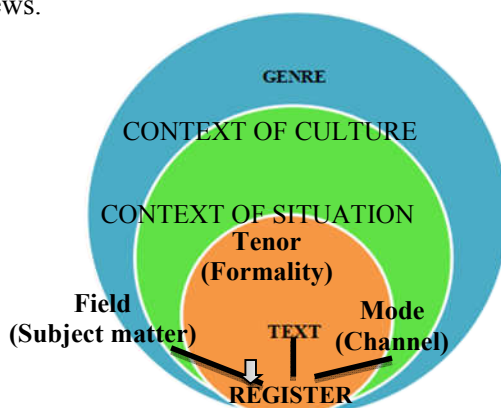 ews.
GENRE
CONTEXT OF CULTURE
CONTEXT OF SITUATION
Tenor
(Formality)
Field
(Subject matter)
Mode
(Channel)
TEXT
REGISTER